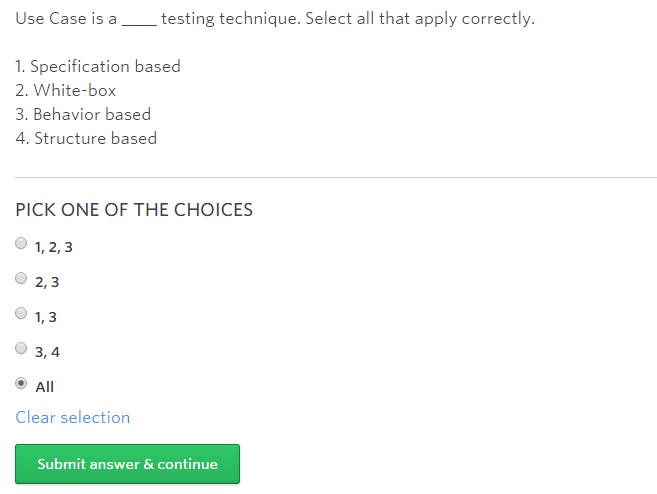 Use Case is a ____ testing technique. Select all that apply correctly.
1. Specification based
2. White-box
3. Behavior based
4. Structure based
PICK ONE OF THE CHOICES
1, 2, 3
2, 3
1, 3
3, 4
All
Clear selection
Submit answer & continue